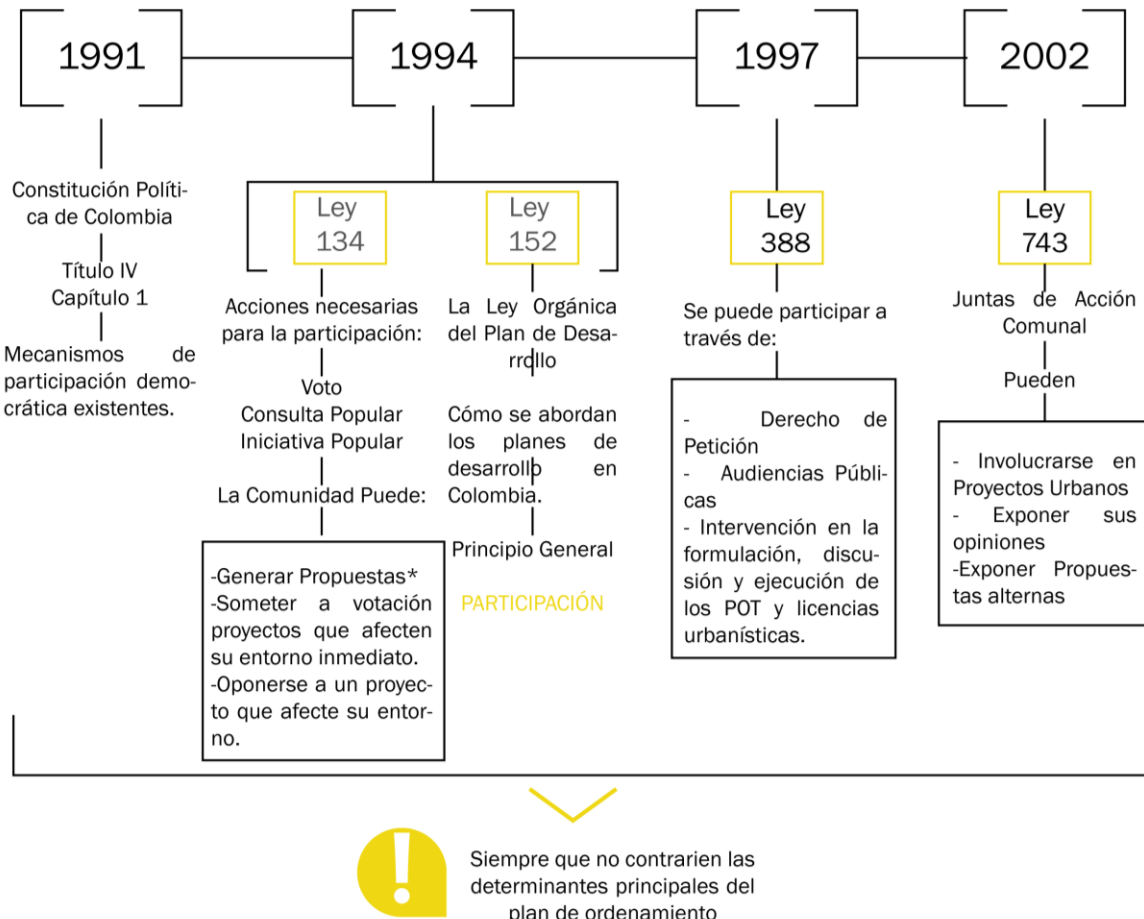 1991
1994
1997
2002
Constitución Políti-
ca de Colombia
Título IV
Capítulo 1
Mecanismos de
participación demo-
crática existentes.
Ley
134
Acciones necesarias
para la participación:
Voto
Consulta Popular
Iniciativa Popular
La Comunidad Puede:
-Generar Propuestas*
-Someter a votación
proyectos que afecten
su entorno inmediato.
-Oponerse a un proyec-
to que afecte su entor-
no.
Ley
152
La Ley Orgánica
del Plan de Desa-
rrollo
Cómo se abordan
los planes de
desarrollo en
Colombia.
Principio General
PARTICIPACIÓN
Ley
388
Se puede participar a
través de:
- Derecho de
Petición
- Audiencias Públi-
cas
- Intervención en la
formulación, discu-
sión y ejecución de
los POT y licencias
urbanísticas.
Ley
743
Juntas de Acción
Comunal
Pueden
- Involucrarse en
Proyectos Urbanos
- Exponer sus
opiniones
-Exponer Propues-
tas alternas
!
Siempre que no contrarien las
determinantes principales del
plan de ordenamiento